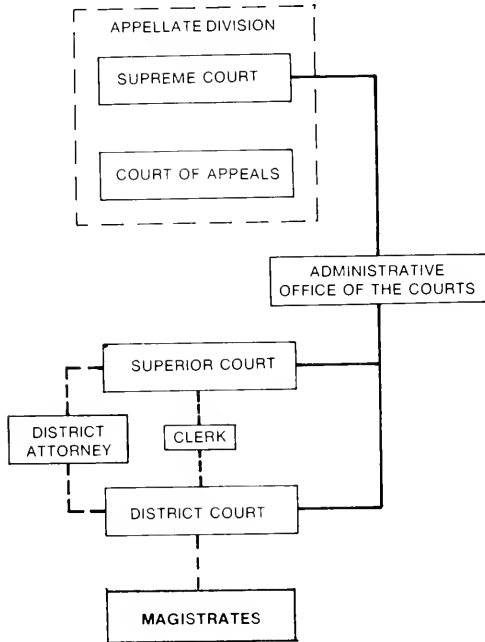 APPELLATE DIVISION
SUPREME COURT
COURT OF APPEALS
ADMINISTRATIVE
OFFICE OF THE COURTS
SUPERIOR COURT
DISTRICT
ATTORNEY
CLERK
DISTRICT COURT
MAGISTRATES